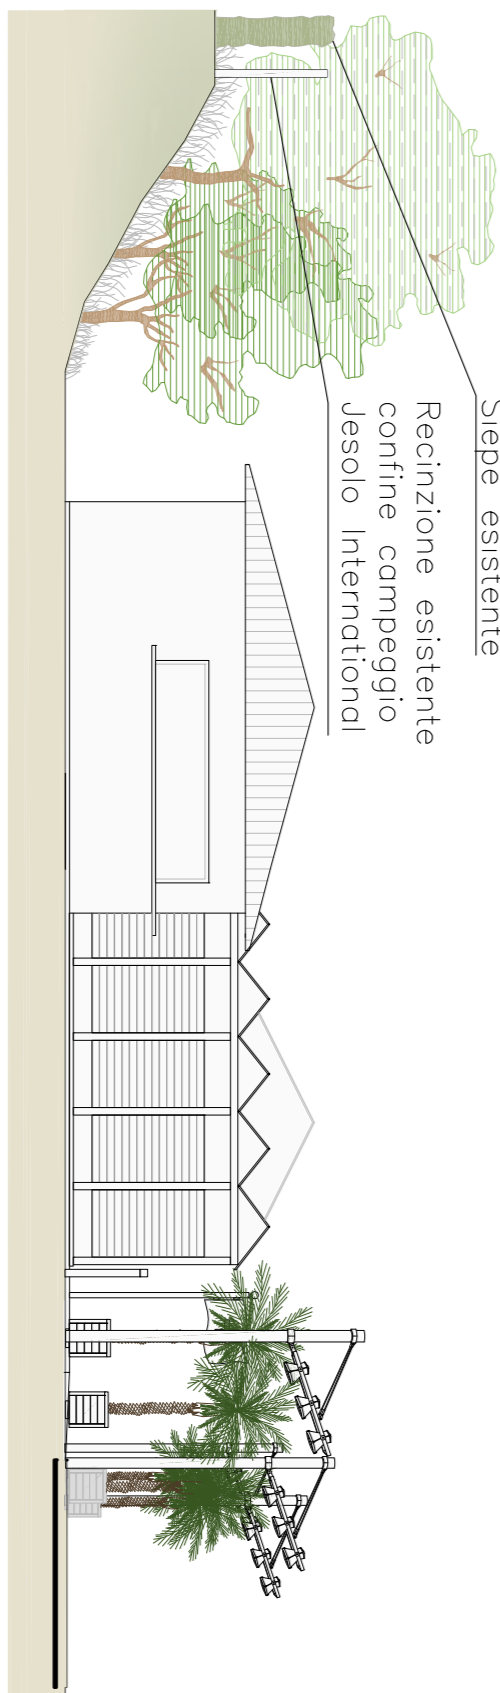 Siepe esistente
Recinzione esistente
confine campeggio
Jesolo International